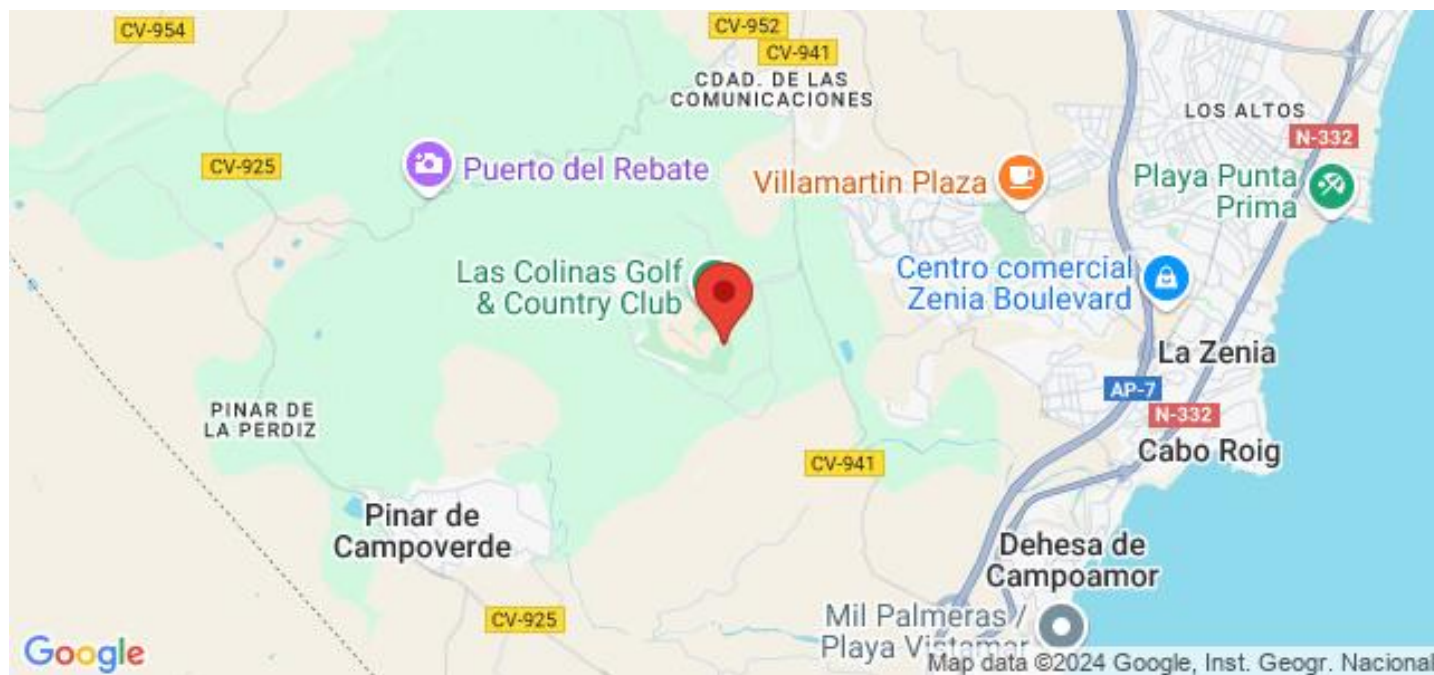 CV-954
CV-952
CV-941
CDAD. DE LAS
COMUNICACIONES
LOS ALTOS
N-332
CV-925
Puerto del Rebate
Villamartin Plaza
Playa Punta
Prima
Las Colinas Golf
& Country Club
Centro comercial
Zenia Boulevard
La Zenia
AP-7
N-332
PINAR DE
LA PERDIZ
Cabo Roig
CV-941
Pinar de
Campoverde
Dehesa de
Campoamor
CV-925
Mil Palmeras /
Playa Vistamar
Google
Map data ©2024 Google, Inst. Geogr. Nacional